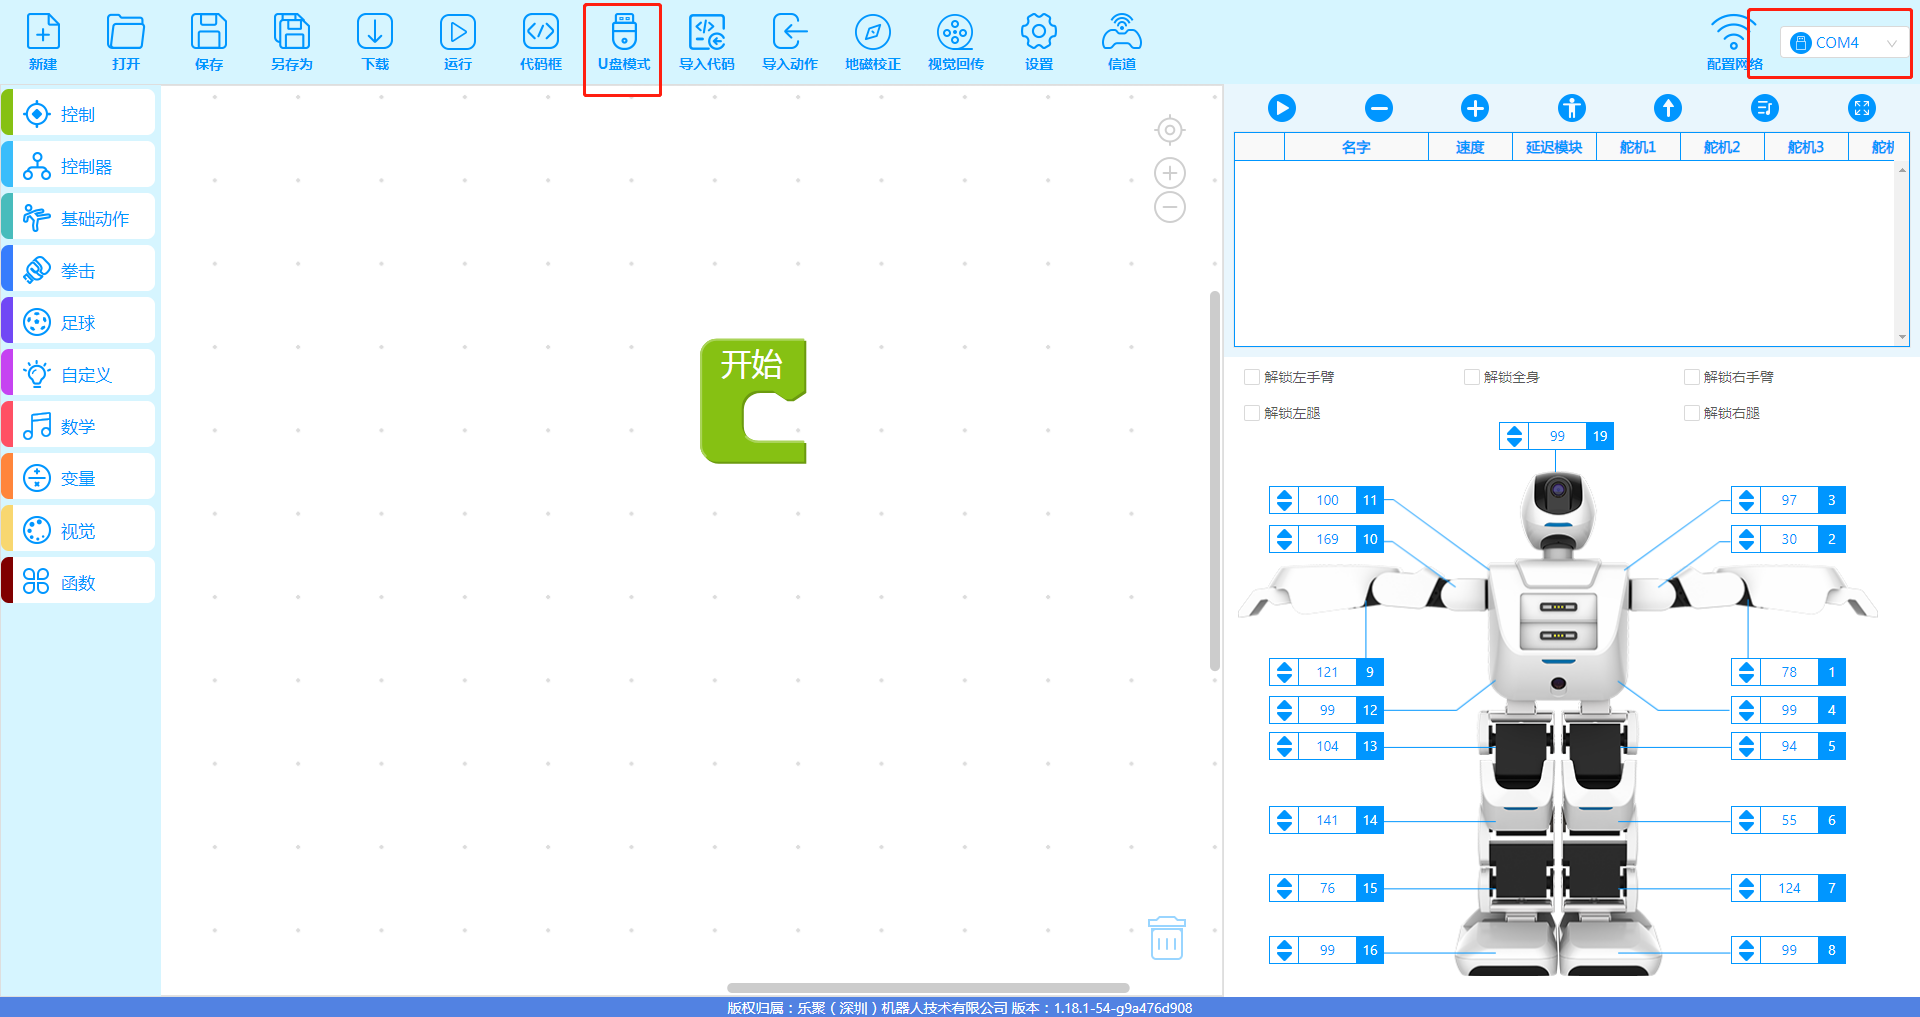 新建 打开 保存 另存为 下载 运行 代码框 U盘模式 导入代码 导入动作 地磁校正 视觉回传 设置 信道 配置网络 COM4
控制
控制器
基础动作
拳击
足球
自定义
数学
变量
视觉
函数
开始
名字 速度 延迟模块 舵机1 舵机2 舵机3 舵机
解锁左手臂 解锁全身 解锁右手臂
解锁左腿 解锁右腿
99 19
100 11 97 3
169 10 30 2
121 9 78 1
99 12 99 4
104 13 94 5
141 14 55 6
76 15 124 7
99 16 99 8
版权归属：乐聚（深圳）机器人技术有限公司 版本：1.18.1-54-g9a476d908